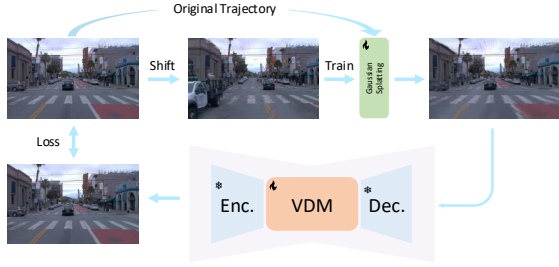 Original Trajectory
Shift
Train
Gaussian
Splatting
Loss
Enc.
VDM
Dec.